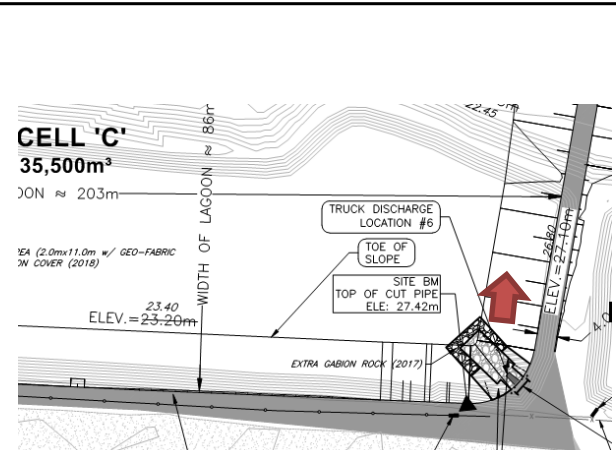 22.45
CELL 'C'
35,500m³
OON ≈ 203m
WIDTH OF LAGOON ≈ 86m
TRUCK DISCHARGE
LOCATION #6
TOE OF
SLOPE
EA (2.0mx11.0m w/ GEO-FABRIC
ON COVER (2018)
SITE BM
TOP OF CUT PIPE
ELE: 27.42m
26.80
ELEV.=27.10m
23.40
ELEV.=23.20m
EXTRA GABION ROCK (2017)